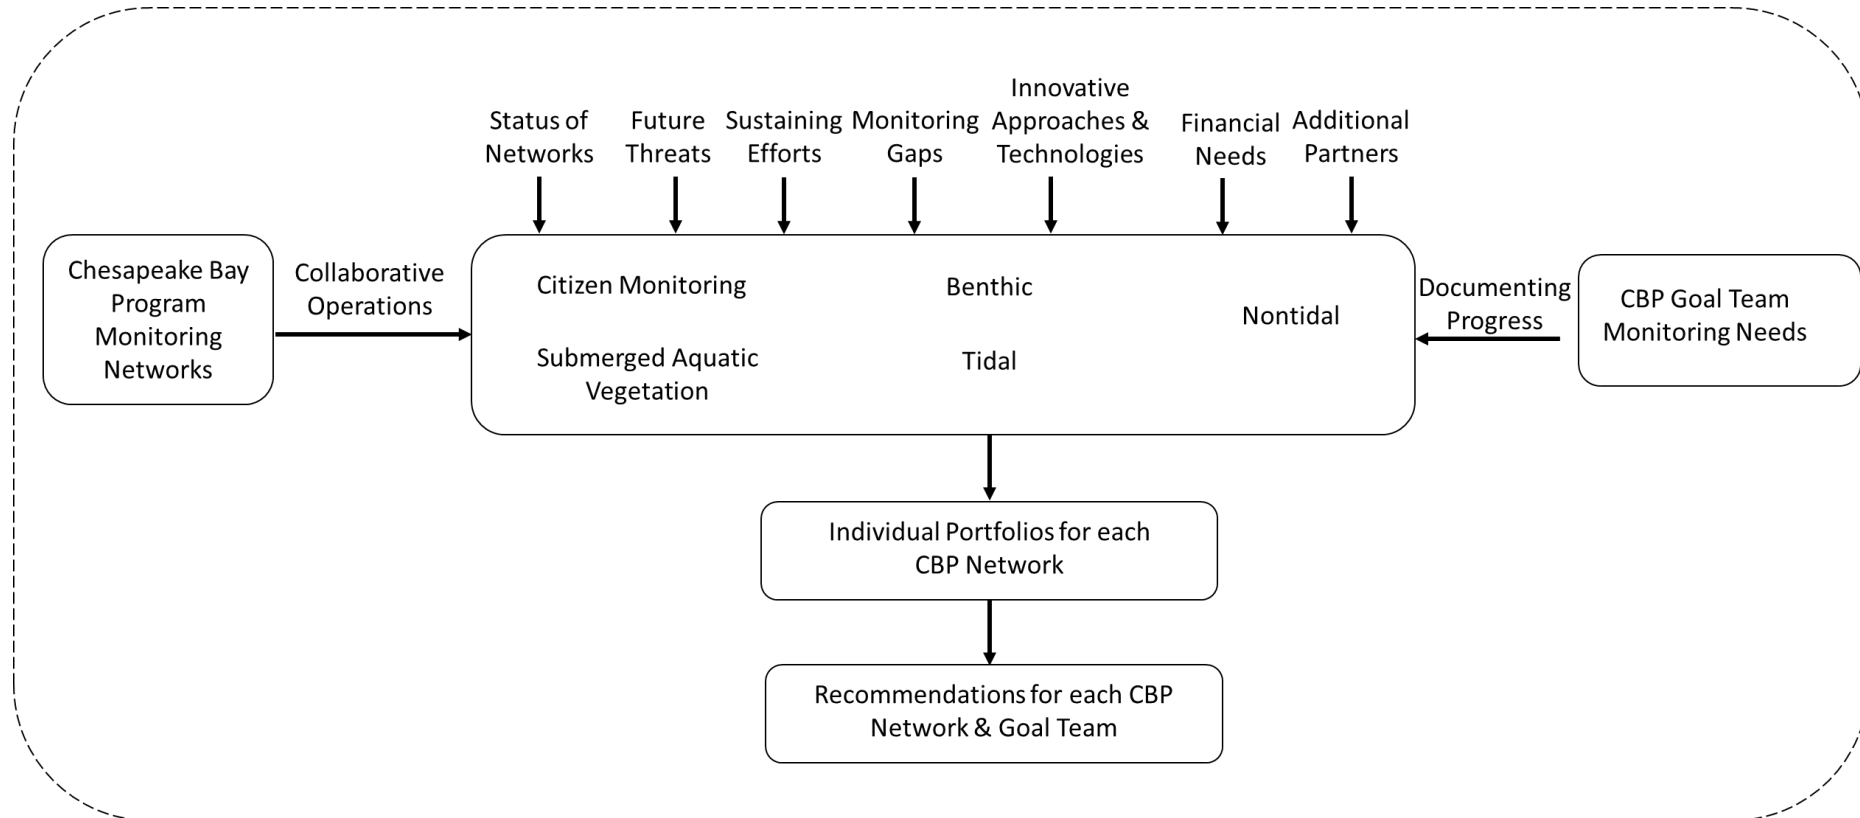 Status of
Networks
Future
Threats
Sustaining
Efforts
Monitoring
Gaps
Innovative
Approaches &
Technologies
Financial
Needs
Additional
Partners
Chesapeake Bay
Program
Monitoring
Networks
Collaborative
Operations
Citizen Monitoring
Submerged Aquatic
Vegetation
Benthic
Tidal
Nontidal
Documenting
Progress
CBP Goal Team
Monitoring Needs
Individual Portfolios for each
CBP Network
Recommendations for each CBP
Network & Goal Team